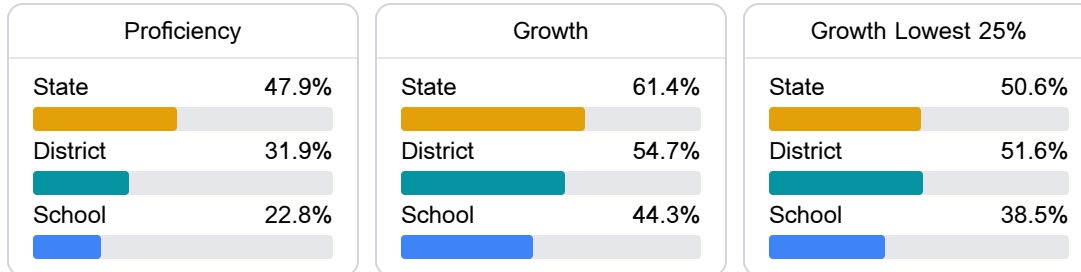 Proficiency
State 47.9%
District 31.9%
School 22.8%
Growth
State 61.4%
District 54.7%
School 44.3%
Growth Lowest 25%
State 50.6%
District 51.6%
School 38.5%